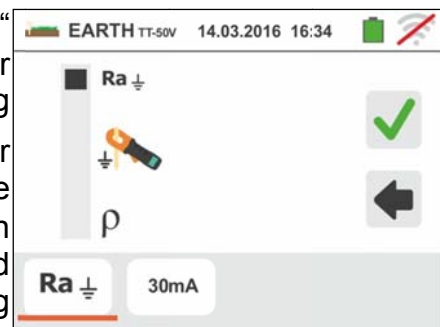 “
r
g
r
e
n
d
g
EARTH TT-50V 14.03.2016 16:34
Ra
ρ
Ra 30mA